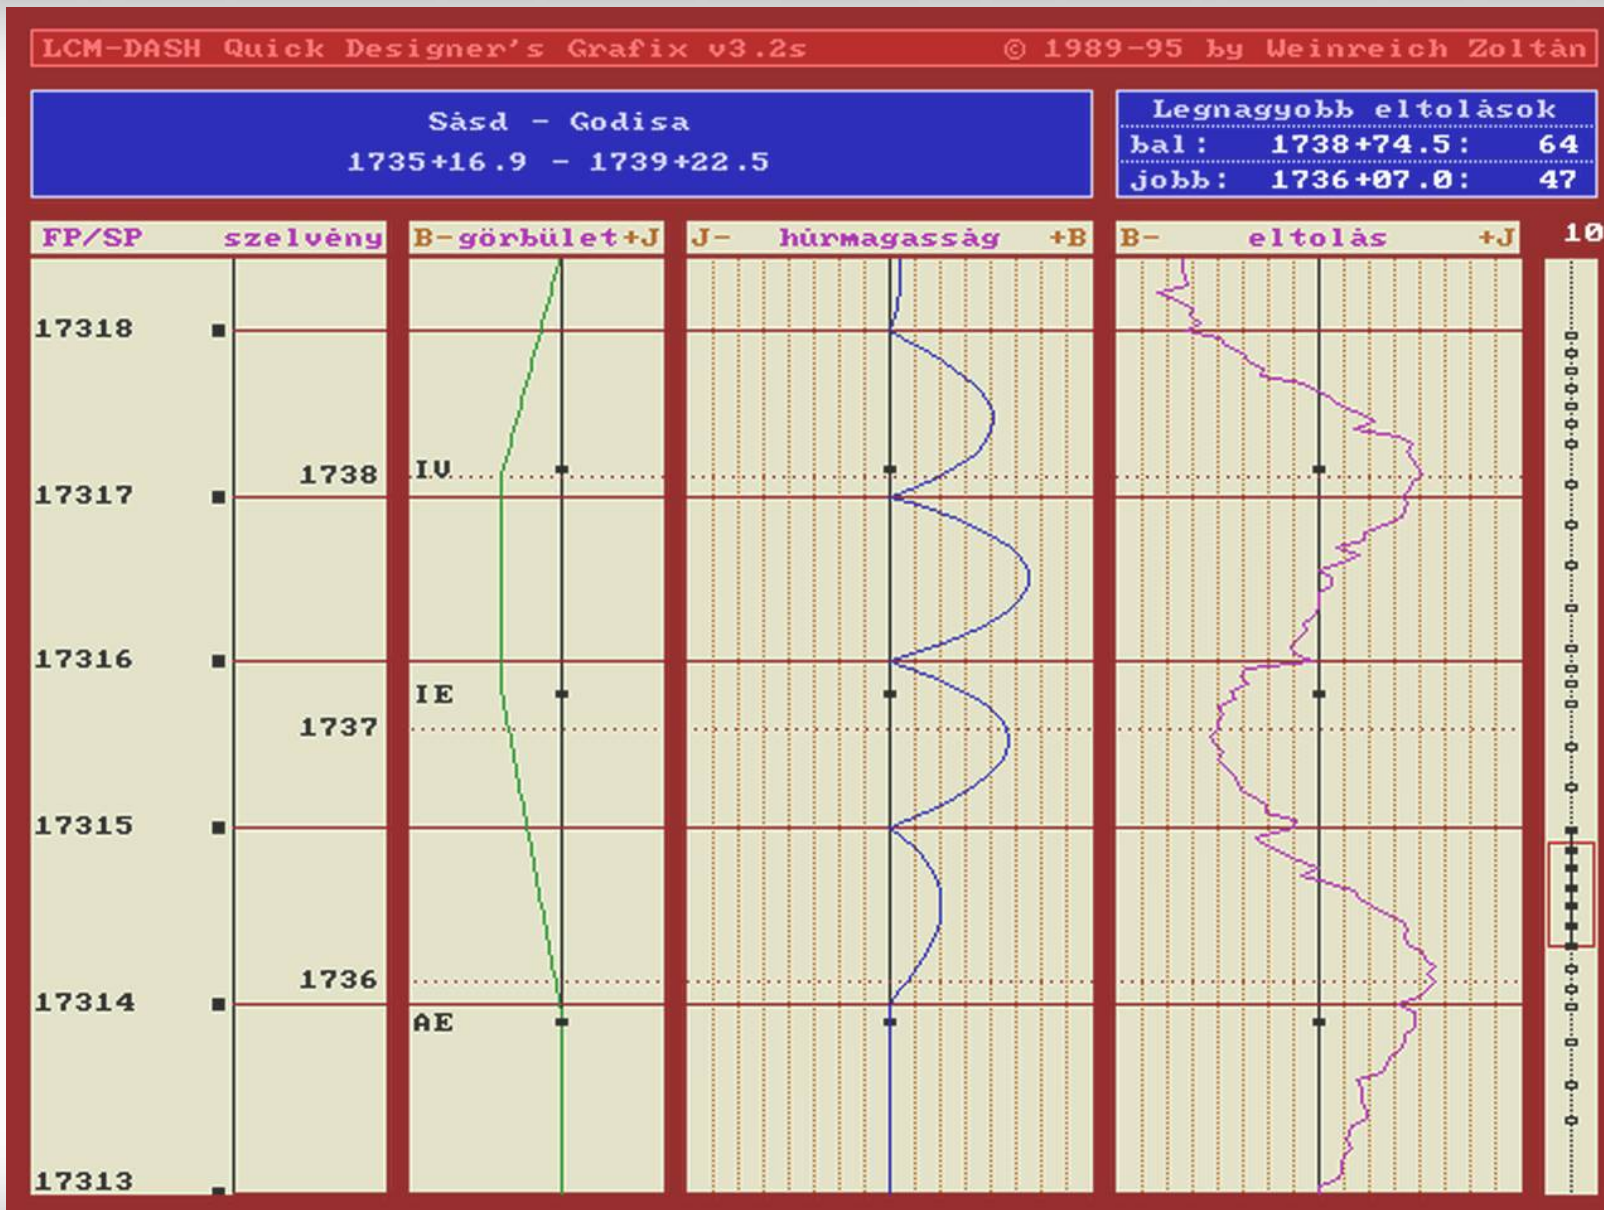 LCM-DASH Quick Designer's Grafix v3.2s © 1989-95 by Weinreich Zoltán
Sásd - Godisa
1735+16.9 - 1739+22.5
Legnagyobb eltolások
bal: 1738+74.5: 64
jobb: 1736+07.0: 47
FP/SP szelvény B-görbület+J J- húrmagasság +B B- eltolás +J 10
17318
1738 IV
17317
17316
IE
1737
17315
1736
17314
AE
17313